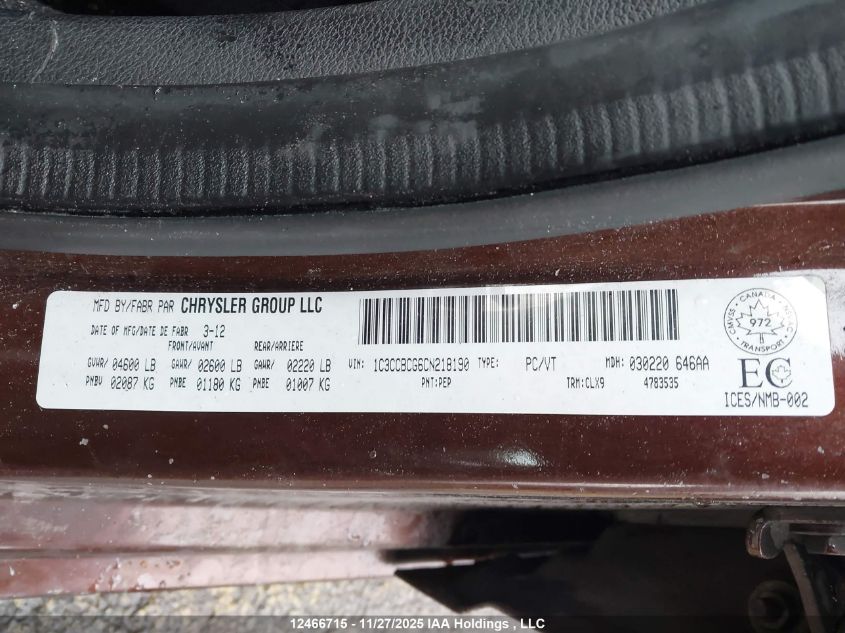 MFD BY/FABR PAR CHRYSLER GROUP LLC
DATE OF MFG/DATE DE FABR 3-12
FRONT/AVANT REAR/ARRIERE
GVWR/ 04600 LB GAWR/ 02600 LB GAWR/ 02220 LB
PNBV 02087 KG PNBE 01180 KG PNBE 01007 KG
VIN: 1C3CCBCG6CN218190 TYPE: PC/VT MDH: 030220 646AA
PNT:PEP TRM:CLX9 4783535
CANADA
CMVSS NSVAC
972
TRANSPORT
EC
ICES/NMB-002
12466715 - 11/27/2025 IAA Holdings , LLC